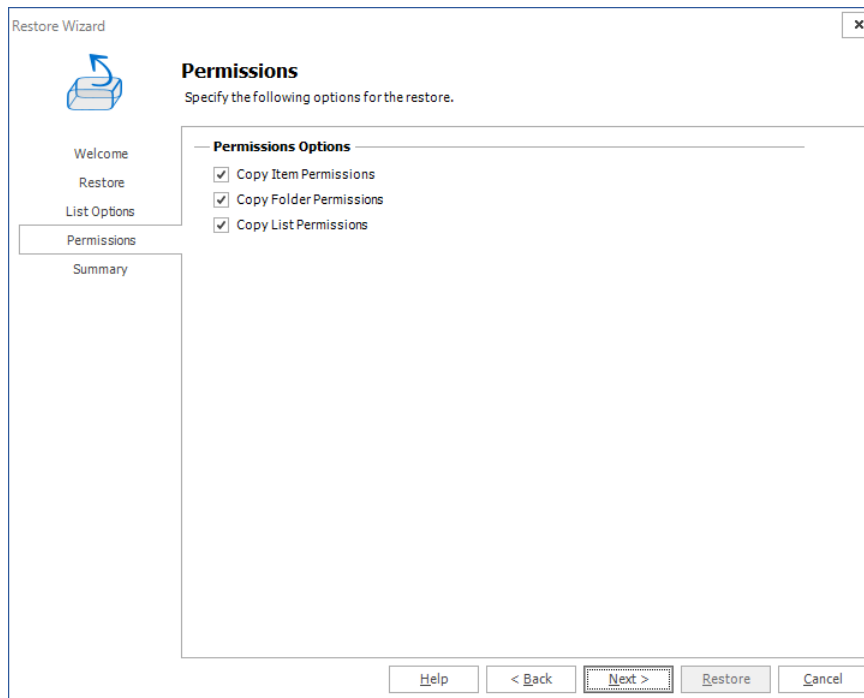 Restore Wizard
Permissions
Specify the following options for the restore.
Welcome
Restore
List Options
Permissions
Summary
Permissions Options
Copy Item Permissions
Copy Folder Permissions
Copy List Permissions
Help
< Back
Next >
Restore
Cancel